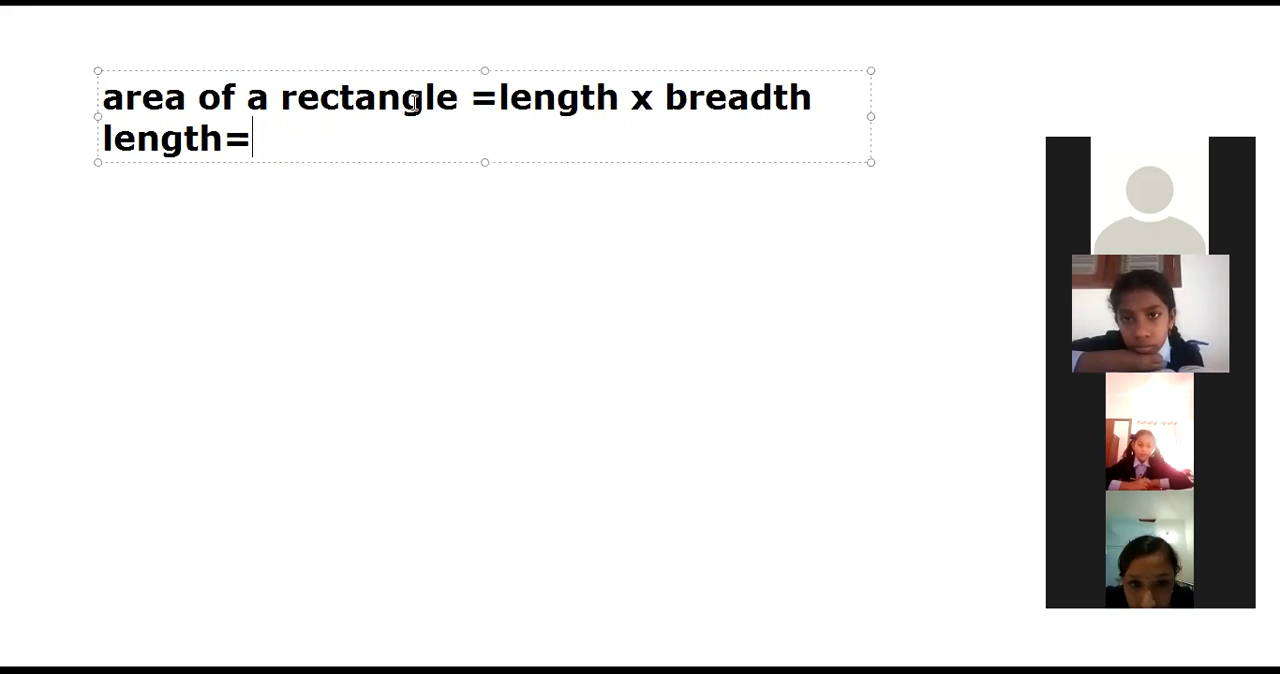 area of a rectangle =length x breadth
length=